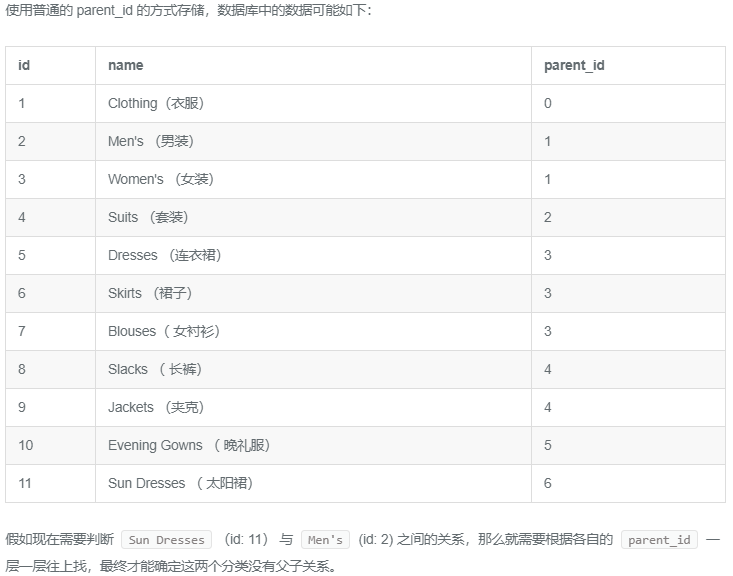 使用普通的 parent_id 的方式存储，数据库中的数据可能如下：
id name parent_id
1 Clothing（衣服） 0
2 Men's （男装） 1
3 Women's （女装） 1
4 Suits （套装） 2
5 Dresses （连衣裙） 3
6 Skirts （裙子） 3
7 Blouses（ 女衬衫） 3
8 Slacks （ 长裤） 4
9 Jackets （夹克） 4
10 Evening Gowns （ 晚礼服） 5
11 Sun Dresses （ 太阳裙） 6
假如现在需要判断 Sun Dresses （id: 11） 与 Men's (id: 2) 之间的关系，那么就需要根据各自的 parent_id 一
层一层往上找，最终才能确定这两个分类没有父子关系。